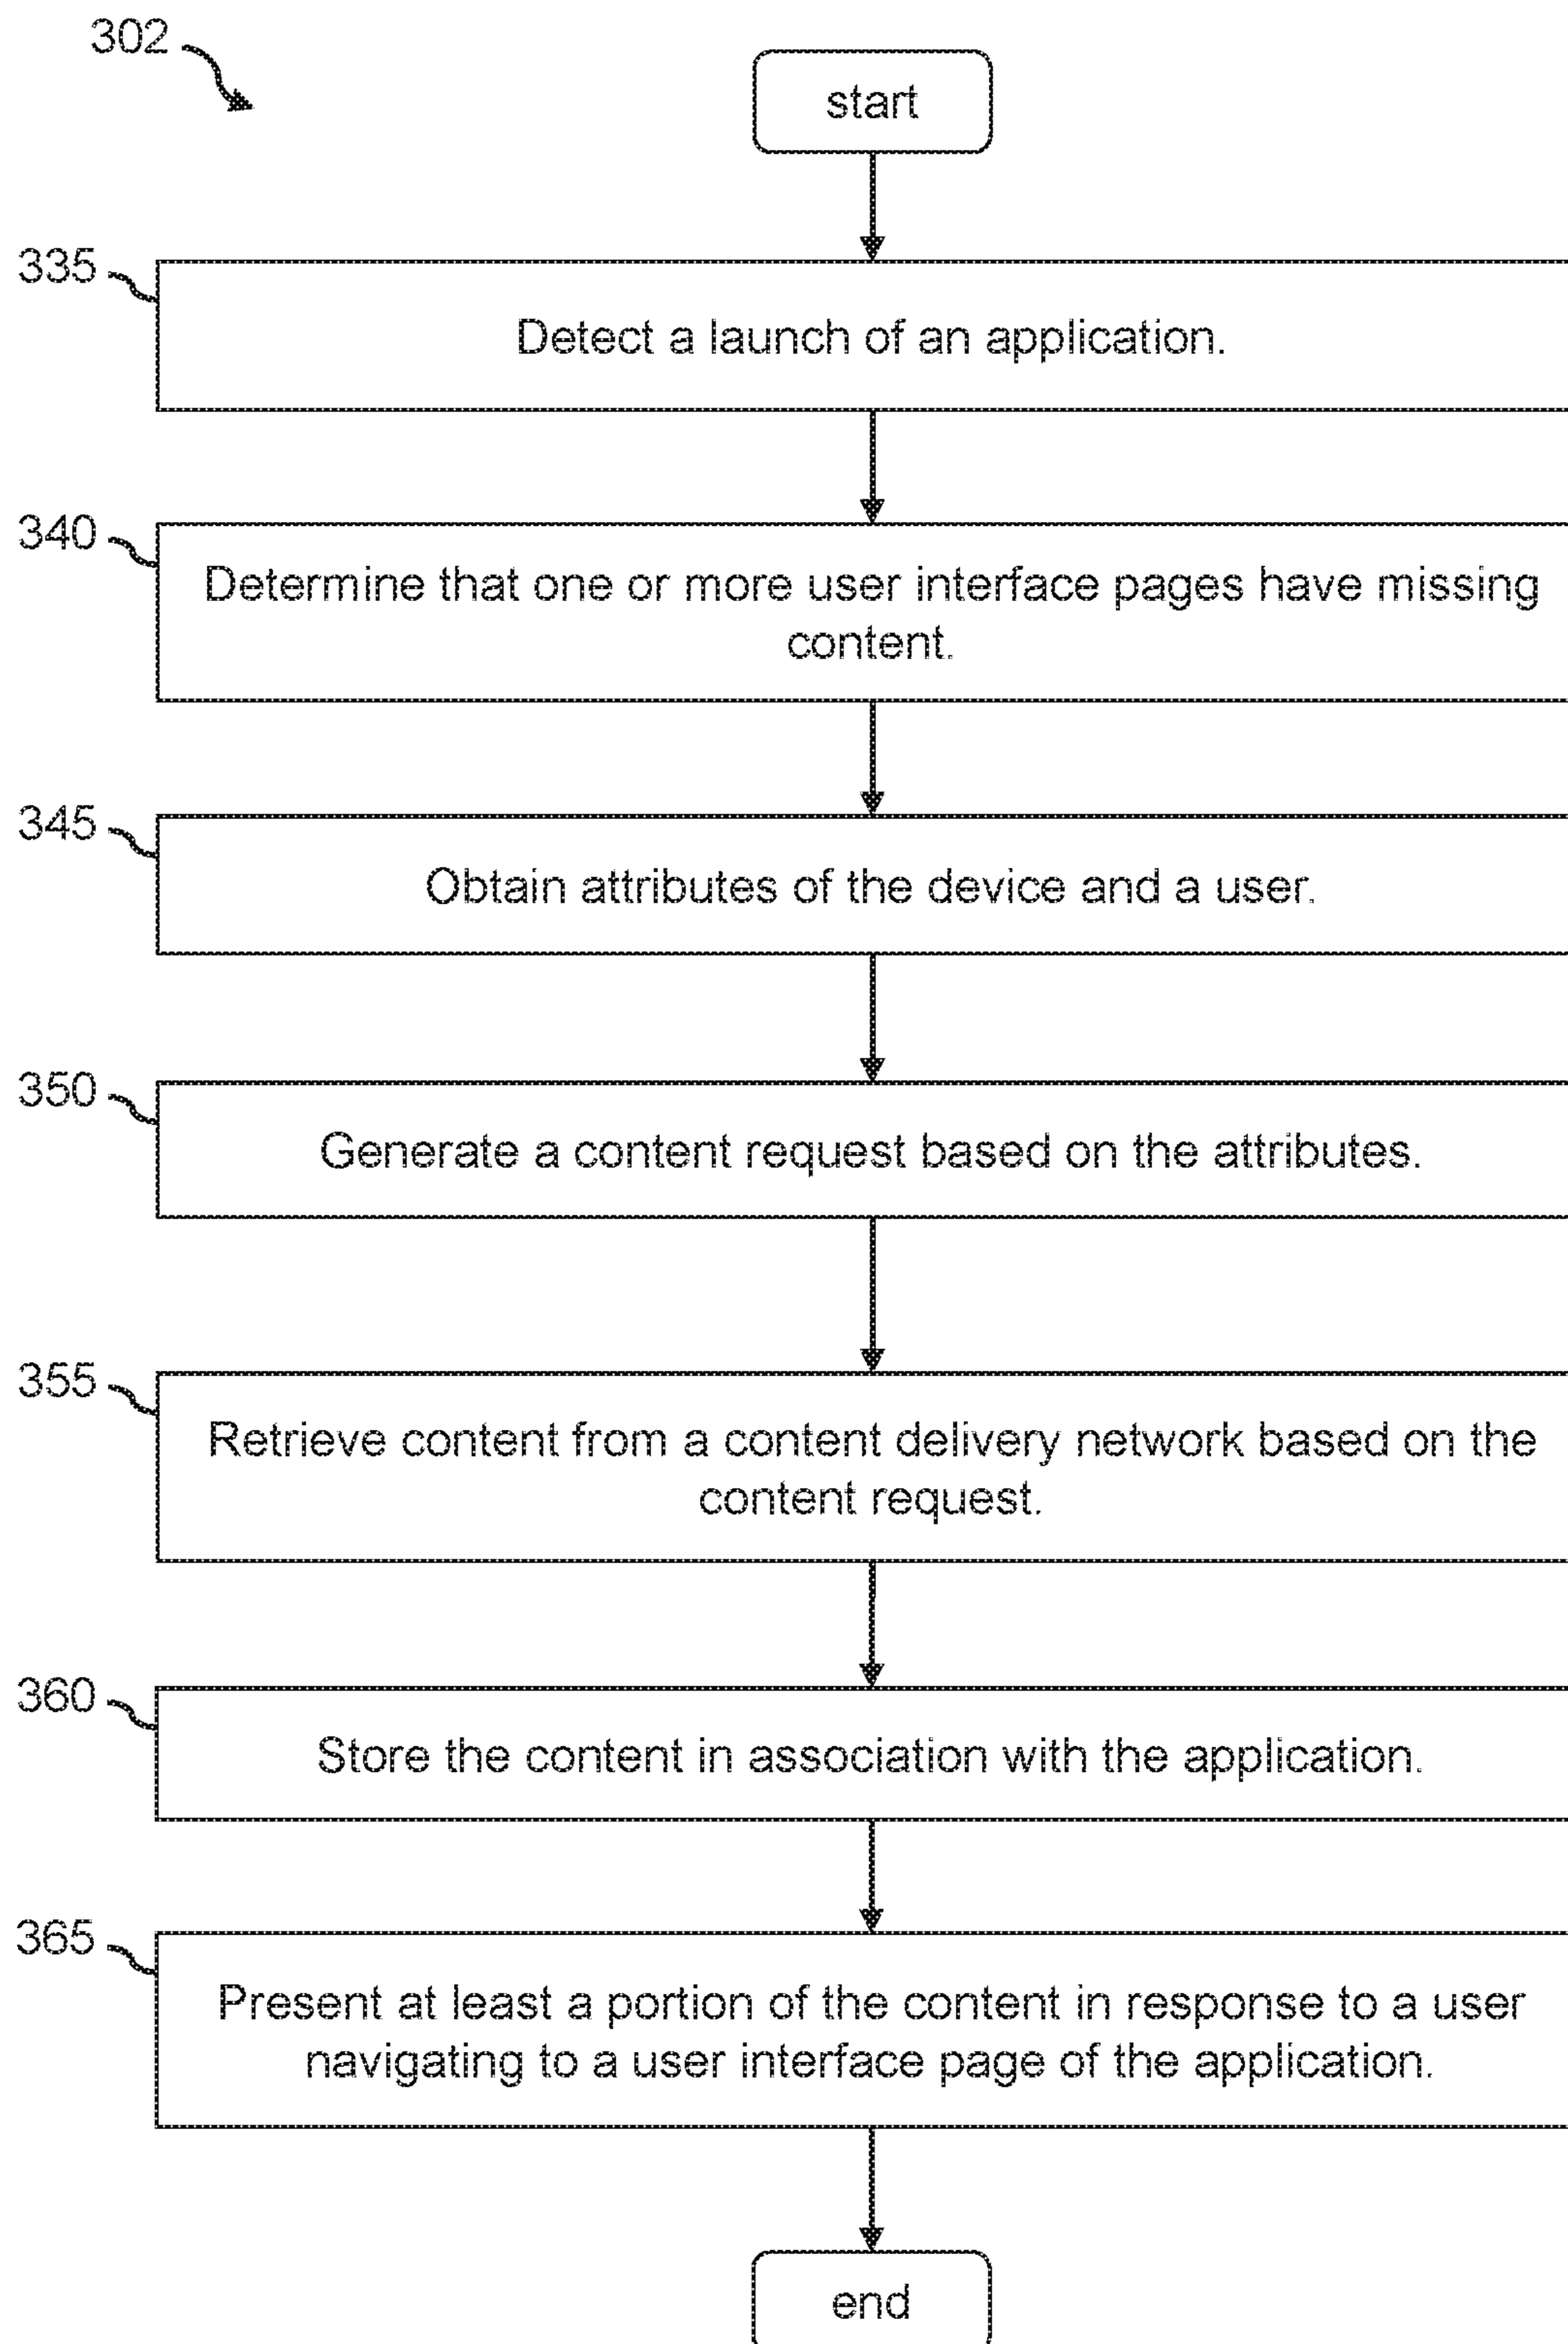 302
start
335
Detect a launch of an application.
340
Determine that one or more user interface pages have missing
content.
345
Obtain attributes of the device and a user.
350
Generate a content request based on the attributes.
355
Retrieve content from a content delivery network based on the
content request.
360
Store the content in association with the application.
365
Present at least a portion of the content in response to a user
navigating to a user interface page of the application.
end